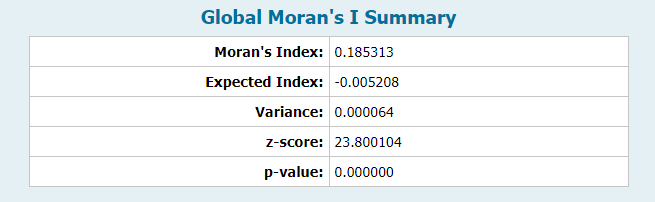 Global Moran's I Summary
Moran's Index: 0.185313
Expected Index: -0.005208
Variance: 0.000064
z-score: 23.800104
p-value: 0.000000